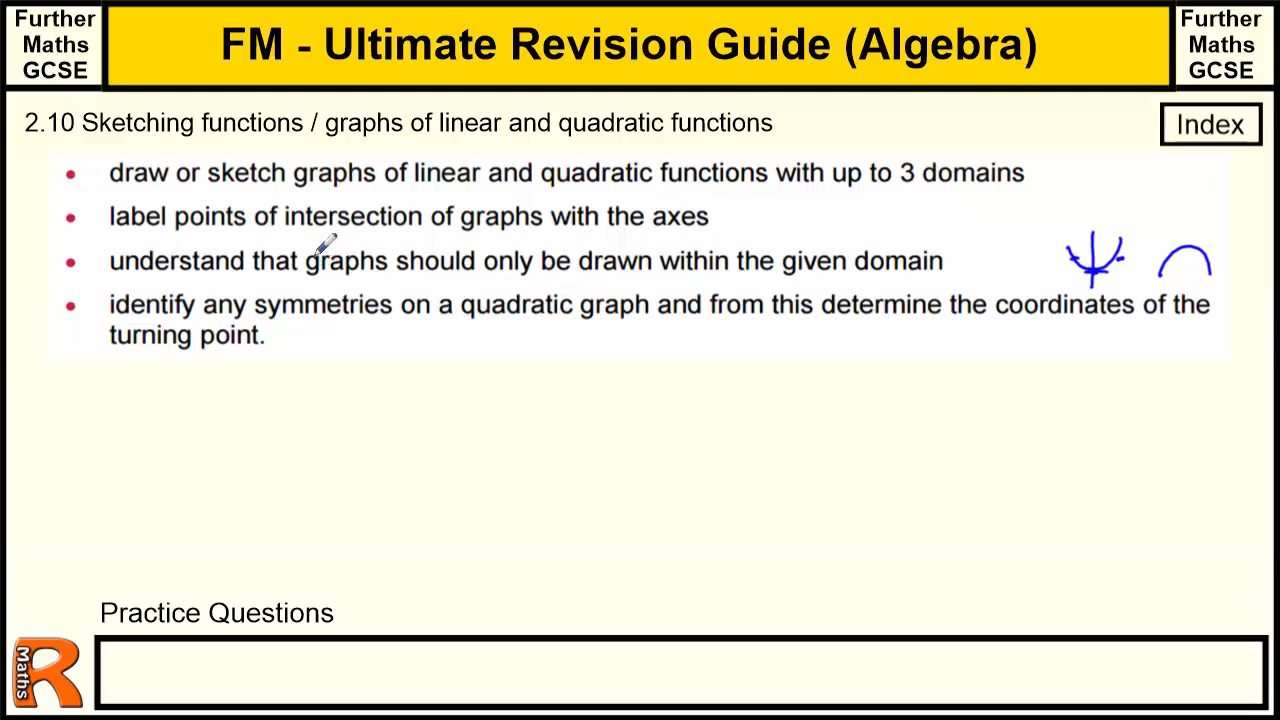 Further
Maths
GCSE
FM - Ultimate Revision Guide (Algebra)
Further
Maths
GCSE
2.10 Sketching functions / graphs of linear and quadratic functions
Index
• draw or sketch graphs of linear and quadratic functions with up to 3 domains
• label points of intersection of graphs with the axes
• understand that graphs should only be drawn within the given domain
• identify any symmetries on a quadratic graph and from this determine the coordinates of the
turning point.
Practice Questions
R
Maths